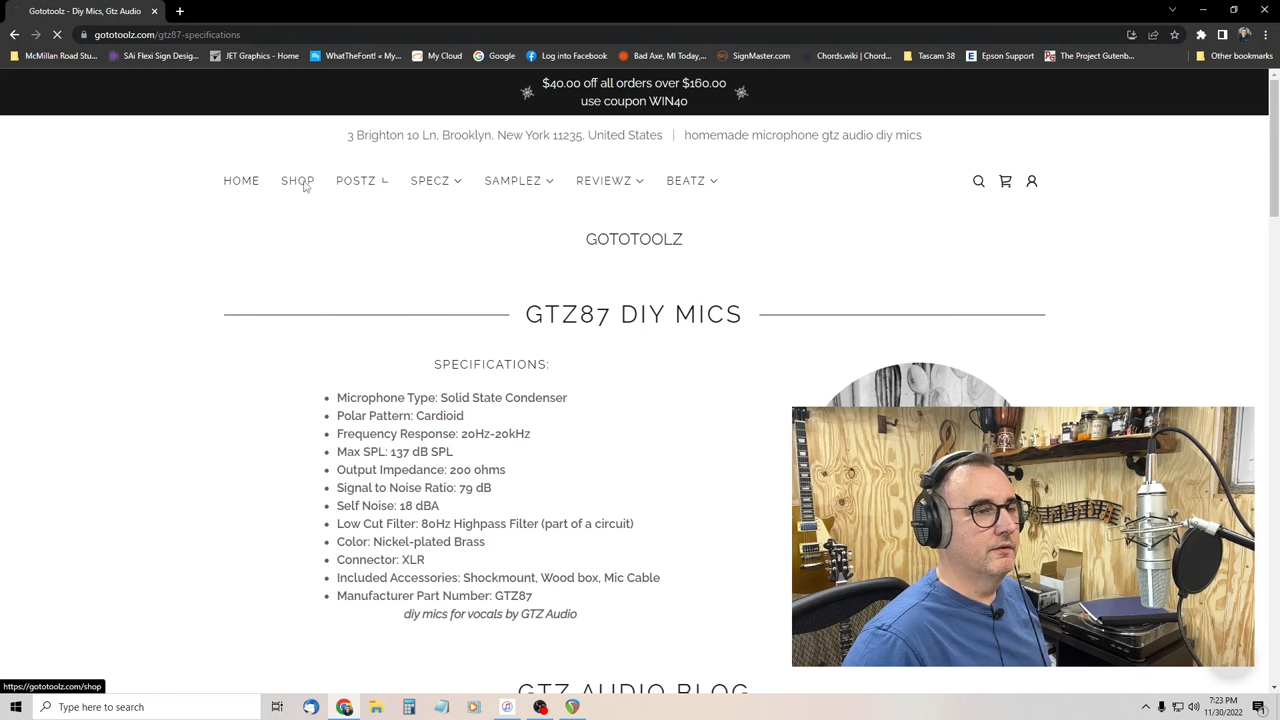 Gototoolz - Diy Mics, Gtz Audio
gototoolz.com/gtz87-specifications
McMillan Road Stu...
SAi Flexi Sign Desig...
JET Graphics - Home
WhatTheFont! « My...
My Cloud
Google
Log into Facebook
Bad Axe, MI Today,...
SignMaster.com
Chords.wiki | Chord...
Tascam 38
Epson Support
The Project Gutenb...
Other bookmarks
$40.00 off all orders over $160.00
use coupon WIN40
3 Brighton 10 Ln, Brooklyn, New York 11235, United States | homemade microphone gtz audio diy mics
HOME SHOP POSTZ SPECZ SAMPLEZ REVIEWZ BEATZ
GOTOTOOLZ
GTZ87 DIY MICS
SPECIFICATIONS:
• Microphone Type: Solid State Condenser
• Polar Pattern: Cardioid
• Frequency Response: 20Hz-20kHz
• Max SPL: 137 dB SPL
• Output Impedance: 200 ohms
• Signal to Noise Ratio: 79 dB
• Self Noise: 18 dBA
• Low Cut Filter: 80Hz Highpass Filter (part of a circuit)
• Color: Nickel-plated Brass
• Connector: XLR
• Included Accessories: Shockmount, Wood box, Mic Cable
• Manufacturer Part Number: GTZ87
diy mics for vocals by GTZ Audio
GTZ AUDIO BLOG
https://gototoolz.com/shop
Type here to search
7:23 PM
11/30/2022